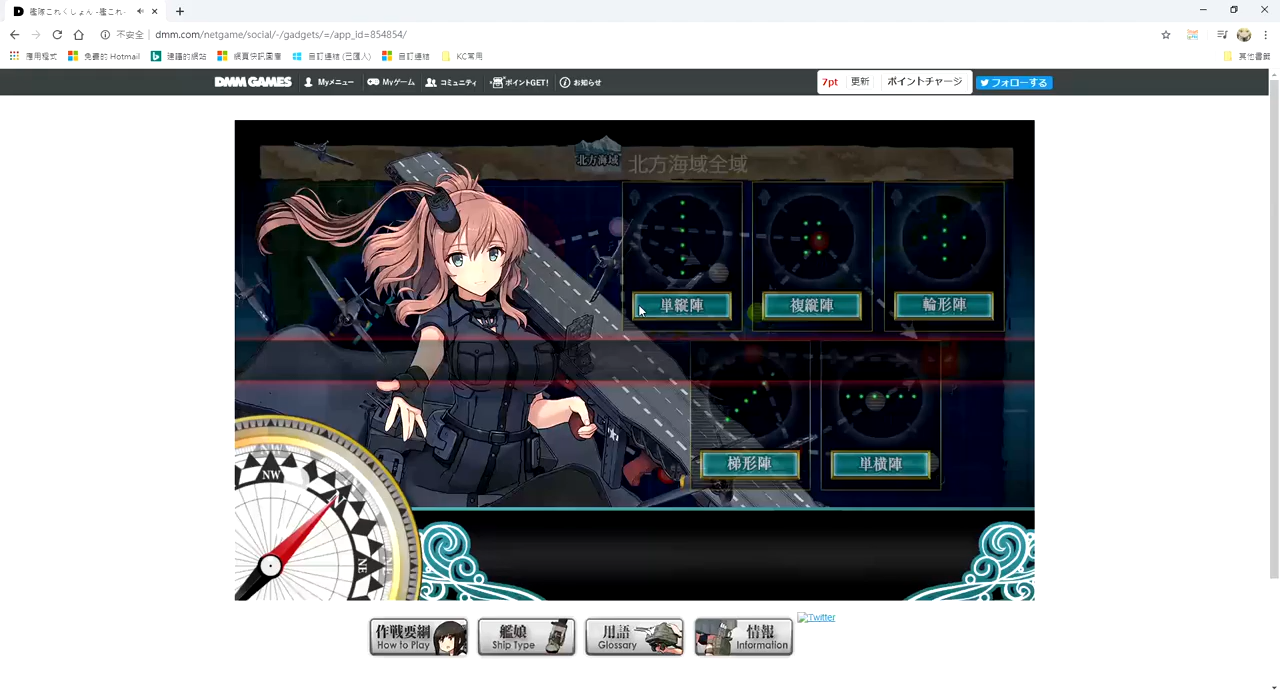 艦隊これくしょん -艦これ-
不安全 dmm.com/netgame/social/-/gadgets/=/app_id=854854/
應用程式 免費的 Hotmail 建議的網站 網頁快訊圖庫 自訂連結 (已匯入) 自訂連結 KC常用 其他書籤
DMM GAMES Myメニュー Myゲーム コミュニティ ポイントGET! お知らせ 7pt 更新 ポイントチャージ フォローする
北方海域 北方海域全域
単縦陣 複縦陣 輪形陣
梯形陣 単横陣
NW N NE
作戦要綱 艦娘 用語 情報
How to Play Ship Type Glossary Information
Twitter